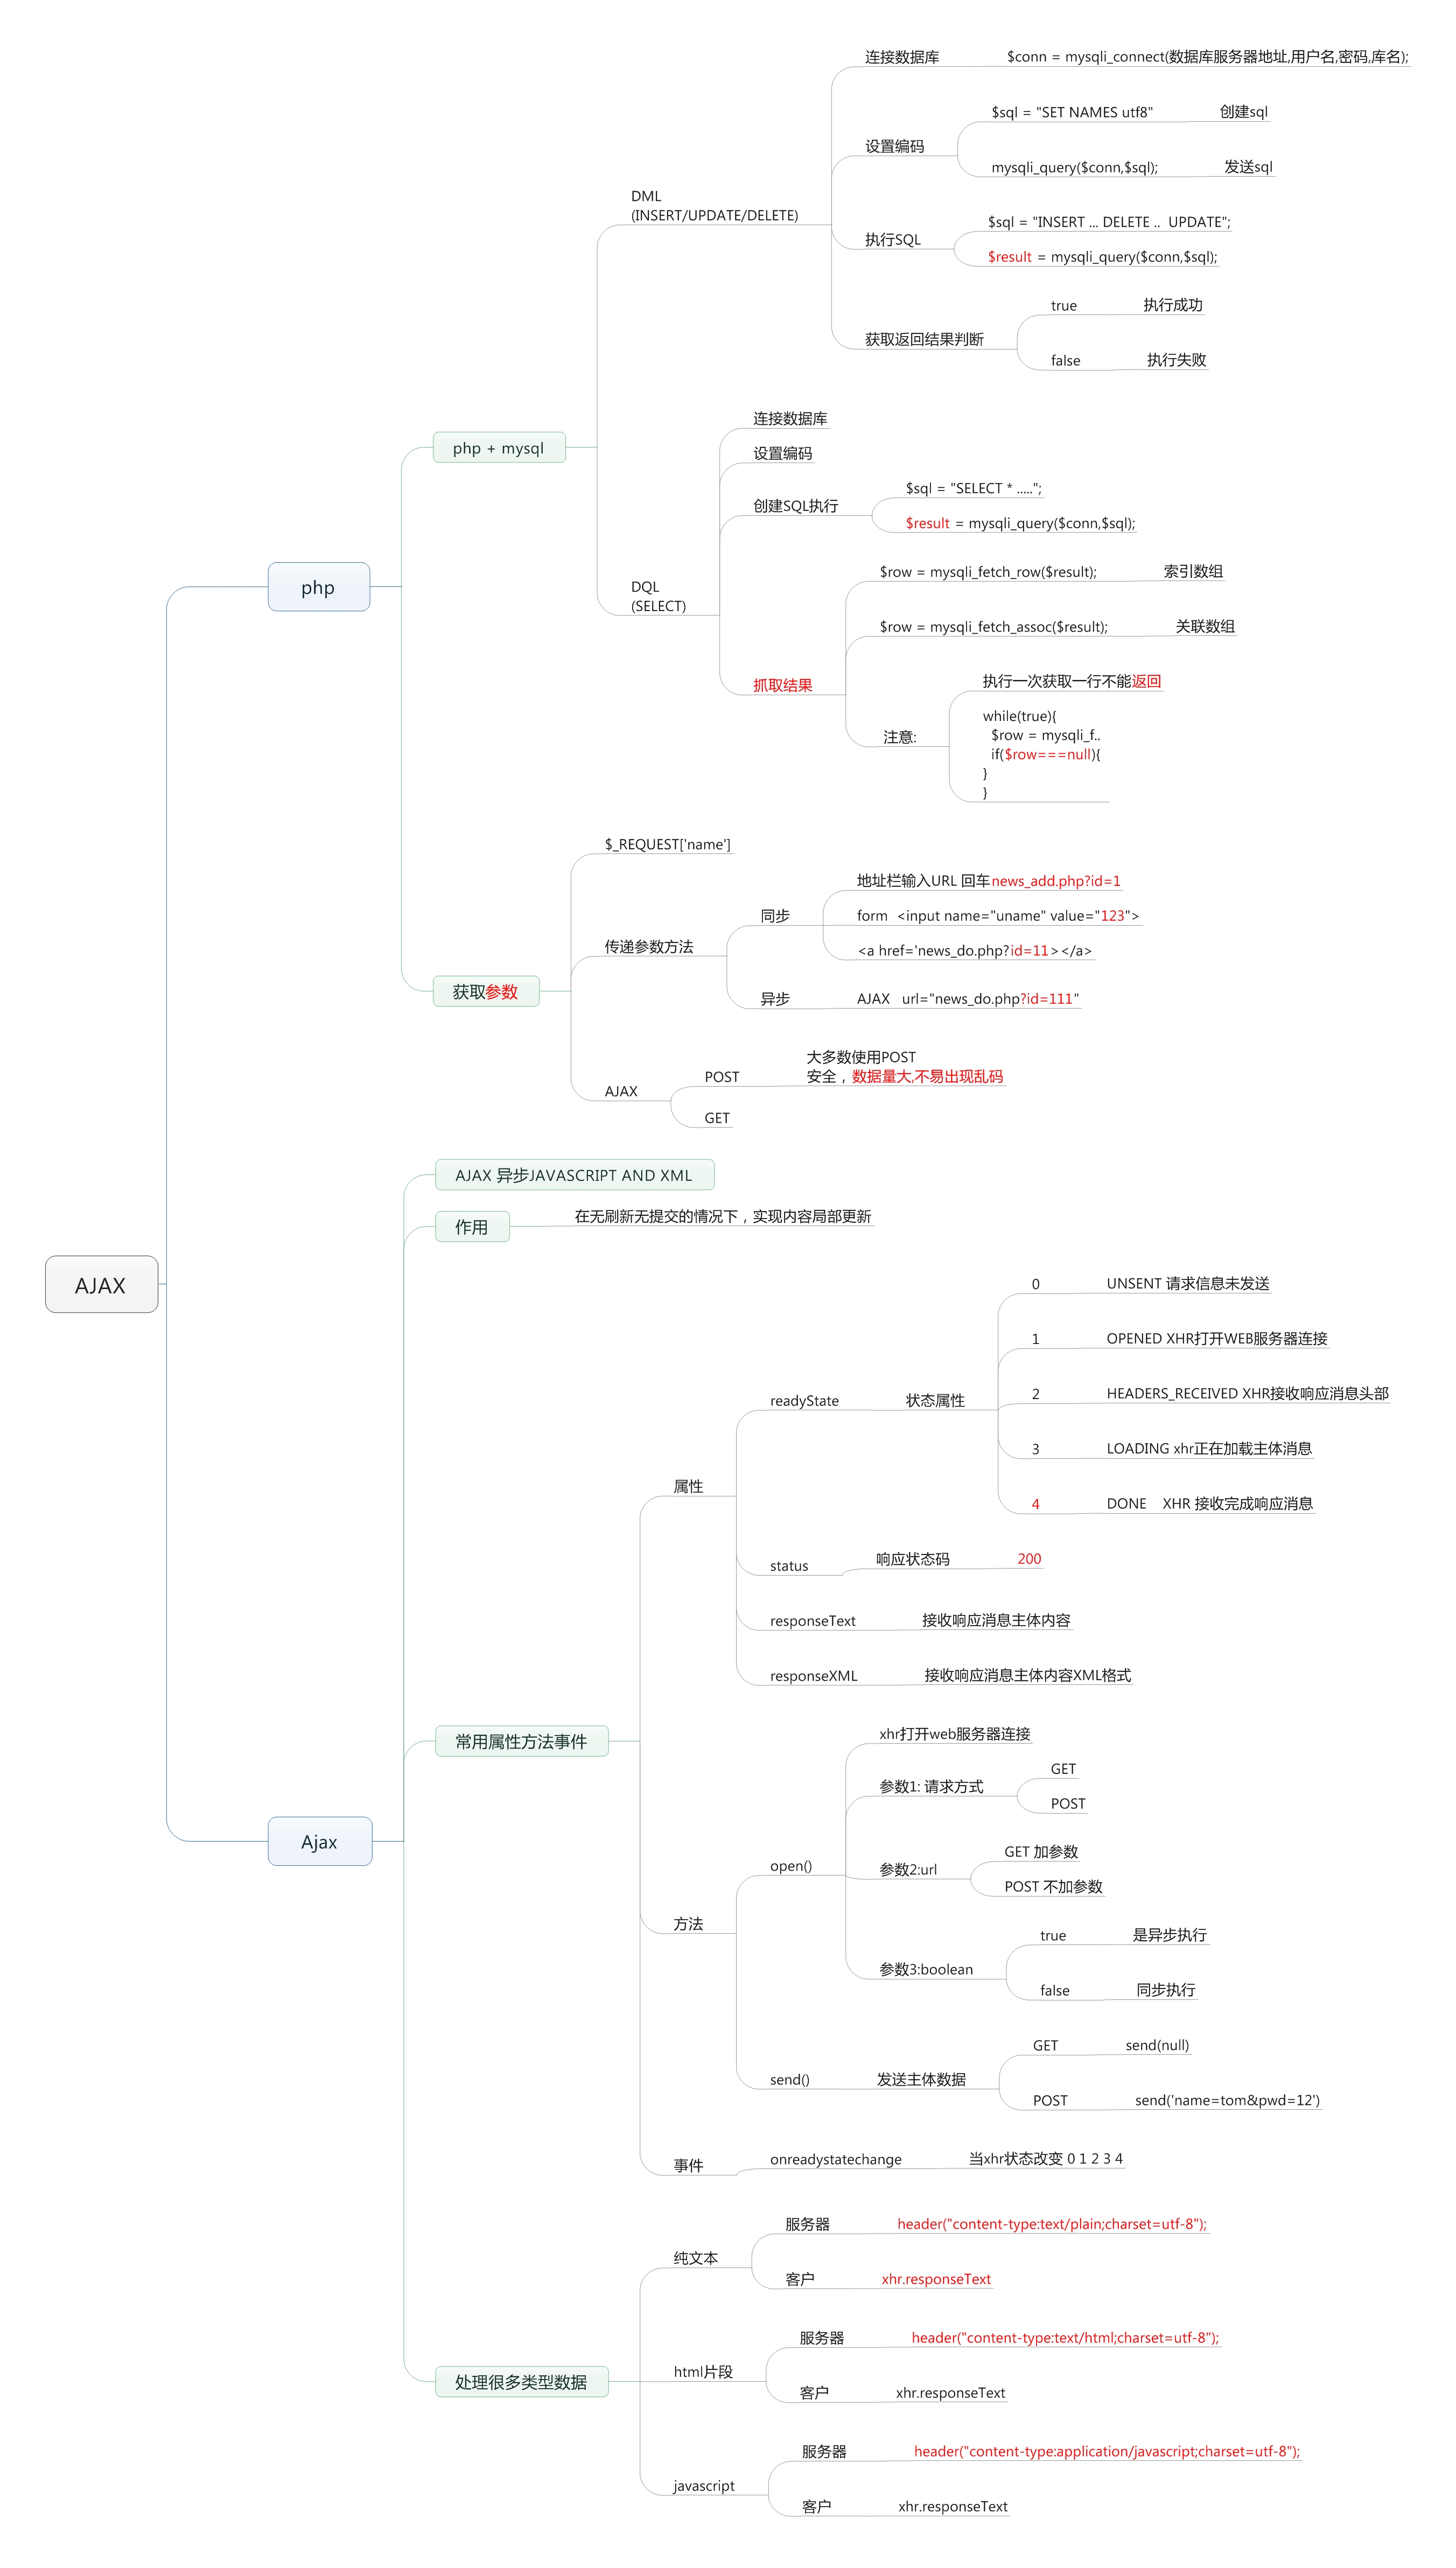 AJAX
php
php + mysql
DML
(INSERT/UPDATE/DELETE)
连接数据库
$conn = mysqli_connect(数据库服务器地址,用户名,密码,库名);
设置编码
$sql = "SET NAMES utf8"
创建sql
mysqli_query($conn,$sql);
发送sql
执行SQL
$sql = "INSERT ... DELETE ..  UPDATE";
$result = mysqli_query($conn,$sql);
获取返回结果判断
true
执行成功
false
执行失败
DQL
(SELECT)
连接数据库
设置编码
创建SQL执行
$sql = "SELECT * .....";
$result = mysqli_query($conn,$sql);
抓取结果
$row = mysqli_fetch_row($result);
索引数组
$row = mysqli_fetch_assoc($result);
关联数组
注意:
执行一次获取一行不能返回
while(true){
$row = mysqli_f..
if($row===null){
}
}
获取参数
$_REQUEST['name']
传递参数方法
同步
地址栏输入URL 回车news_add.php?id=1
form  <input name="uname" value="123">
<a href='news_do.php?id=11></a>
异步
AJAX   url="news_do.php?id=111"
AJAX
POST
大多数使用POST
安全，数据量大,不易出现乱码
GET
Ajax
AJAX 异步JAVASCRIPT AND XML
作用
在无刷新无提交的情况下，实现内容局部更新
常用属性方法事件
属性
readyState
状态属性
0
UNSENT 请求信息未发送
1
OPENED XHR打开WEB服务器连接
2
HEADERS_RECEIVED XHR接收响应消息头部
3
LOADING xhr正在加载主体消息
4
DONE    XHR 接收完成响应消息
status
响应状态码
200
responseText
接收响应消息主体内容
responseXML
接收响应消息主体内容XML格式
方法
open()
xhr打开web服务器连接
参数1: 请求方式
GET
POST
参数2:url
GET 加参数
POST 不加参数
参数3:boolean
true
是异步执行
false
同步执行
send()
发送主体数据
GET
send(null)
POST
send('name=tom&pwd=12')
事件
onreadystatechange
当xhr状态改变 0 1 2 3 4
处理很多类型数据
纯文本
服务器
header("content-type:text/plain;charset=utf-8");
客户
xhr.responseText
html片段
服务器
header("content-type:text/html;charset=utf-8");
客户
xhr.responseText
javascript
服务器
header("content-type:application/javascript;charset=utf-8");
客户
xhr.responseText